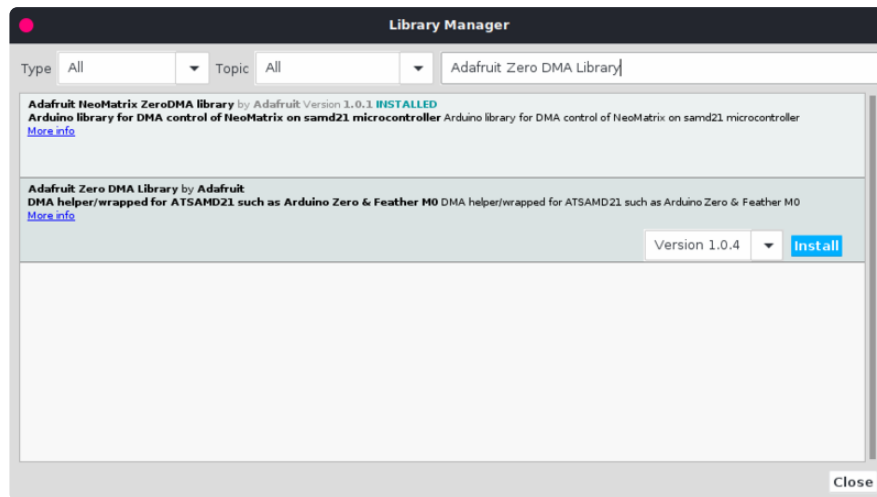 Library Manager
Type All Topic All Adafruit Zero DMA Library
Adafruit NeoMatrix ZeroDMA library by Adafruit Version 1.0.1 INSTALLED
Arduino library for DMA control of NeoMatrix on samd21 microcontroller Arduino library for DMA control of NeoMatrix on samd21 microcontroller
More info
Adafruit Zero DMA Library by Adafruit
DMA helper/wrapped for ATSAMD21 such as Arduino Zero & Feather M0 DMA helper/wrapped for ATSAMD21 such as Arduino Zero & Feather M0
More info
Version 1.0.4 Install
Close